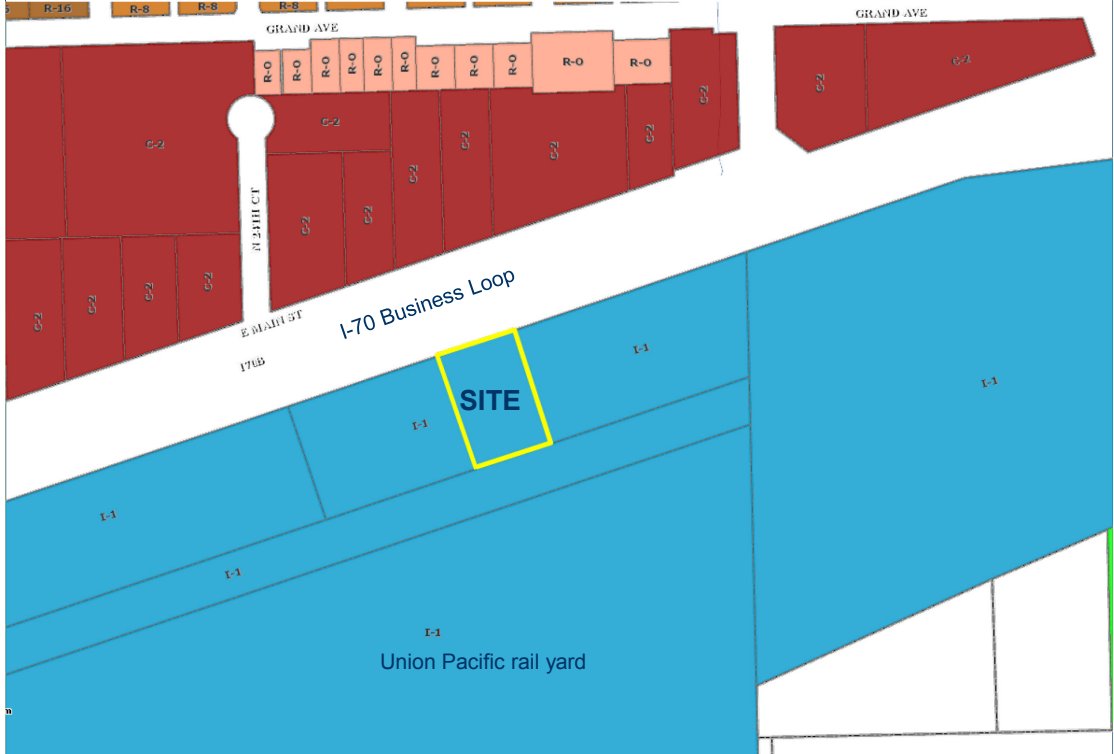 R-16
R-8
R-8
R-8
GRAND AVE
GRAND AVE
R-O
R-O
R-O
R-O
R-O
R-O
R-O
R-O
R-O
R-O
R-O
C-2
C-2
C-2
C-2
C-2
C-2
C-2
C-2
C-2
C-2
C-2
C-2
N 24TH CT
C-2
C-2
C-2
C-2
I-70 Business Loop
E MAIN ST
I70B
I-1
SITE
I-1
I-1
I-1
I-1
I-1
Union Pacific rail yard
m